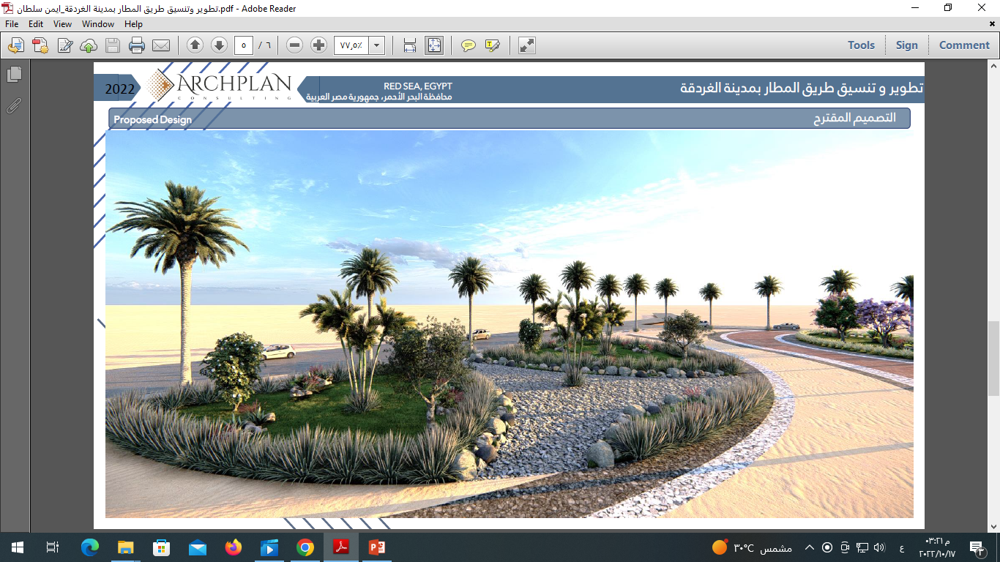 تطوير وتنسيق طريق المطار بمدينة الغردقة_ايمن سلطان.pdf - Adobe Reader
File Edit View Window Help
٥ / ٦ ٧٧,٥٪ Tools Sign Comment
2022
ARCHPLAN
CONSULTING
RED SEA, EGYPT
محافظة البحر الأحمر، جمهورية مصر العربية
تطوير و تنسيق طريق المطار بمدينة الغردقة
Proposed Design
التصميم المقترح
٣٠°C مشمس
ع
٠٣:٢١ م
٢٠٢٢/١٠/١٧
٣